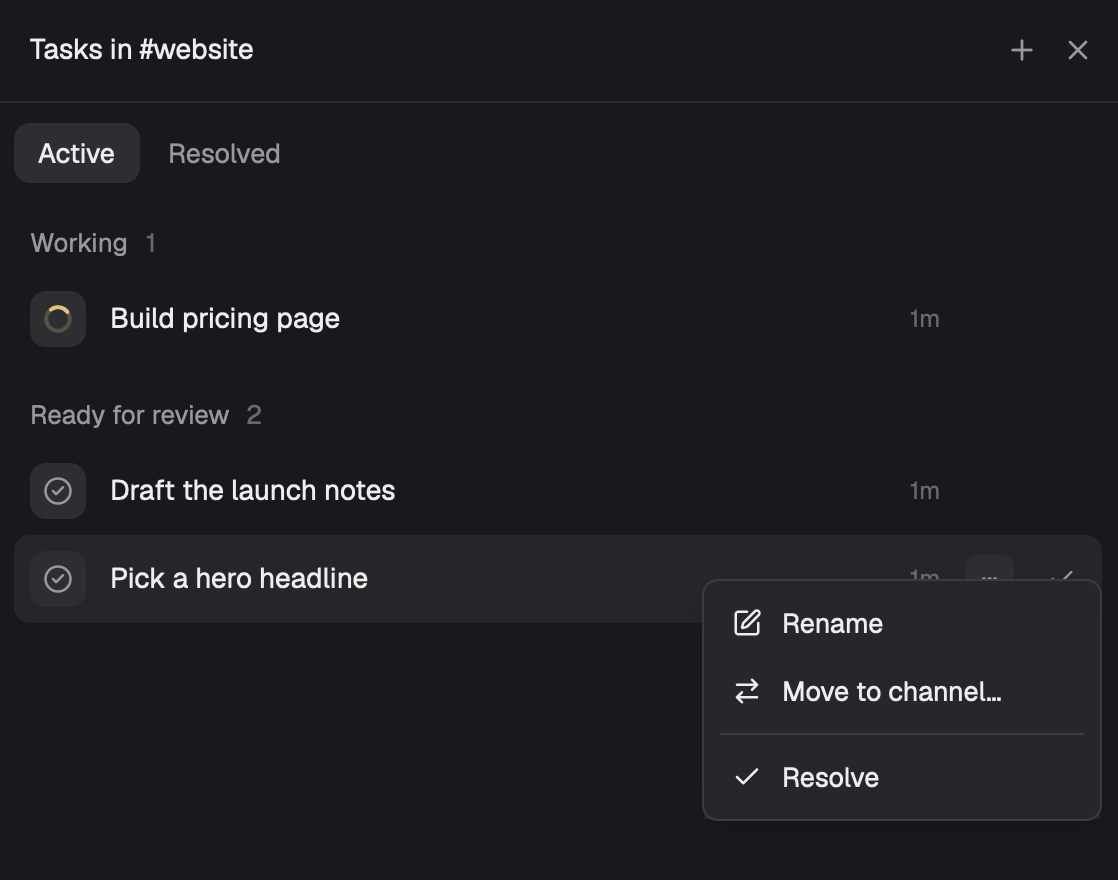 Tasks in #website
Active Resolved
Working 1
Build pricing page 1m
Ready for review 2
Draft the launch notes 1m
Pick a hero headline 1m
Rename
Move to channel…
Resolve